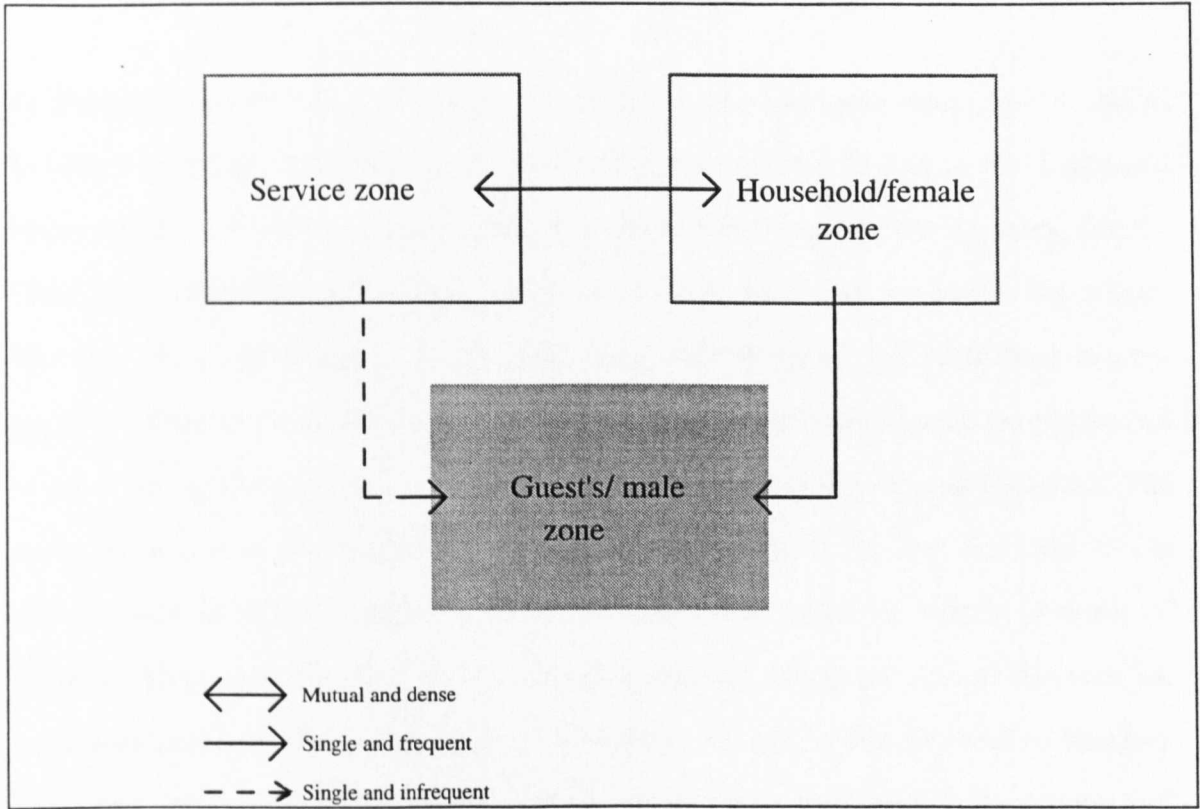 Service zone
Household/female
zone
Guest's/ male
zone
Mutual and dense
Single and frequent
Single and infrequent